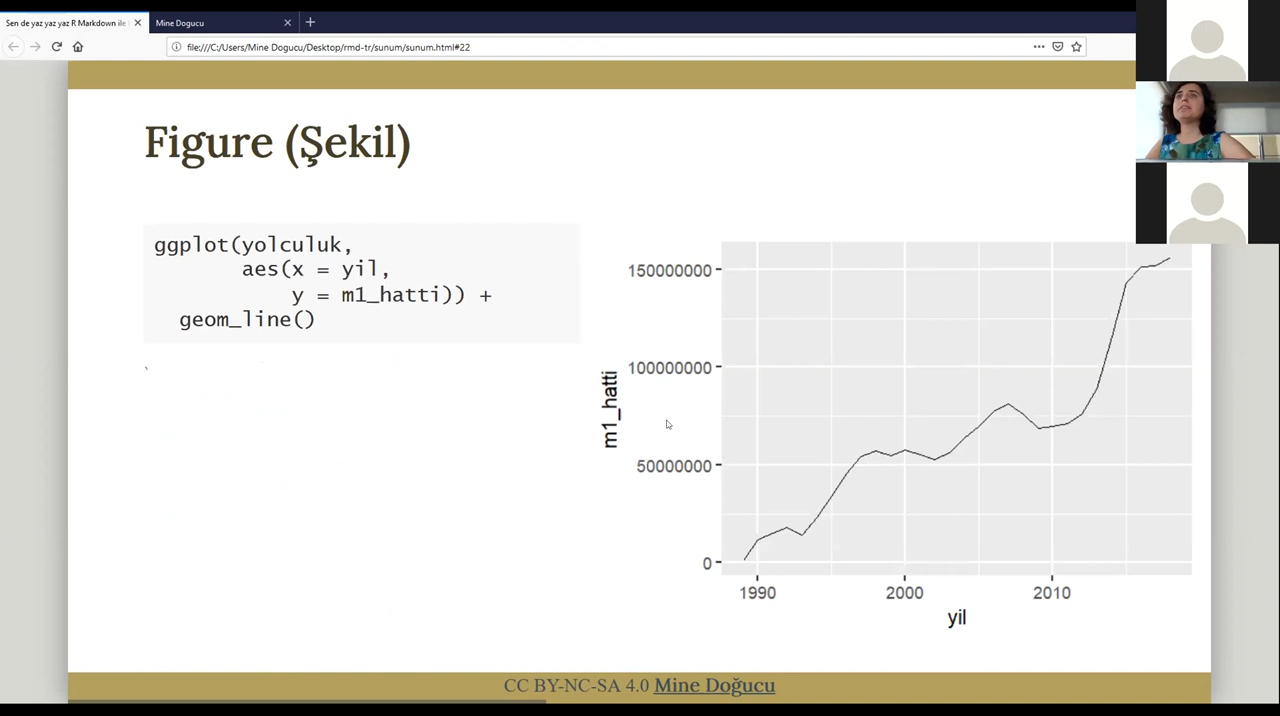 Sen de yaz yaz yaz R Markdown ile
Mine Dogucu
file:///C:/Users/Mine Dogucu/Desktop/rmd-tr/sunum/sunum.html#22
Figure (Şekil)
ggplot(yolculuk,
aes(x = yil,
y = m1_hatti)) +
geom_line()
`
150000000
100000000
50000000
0
m1_hatti
1990 2000 2010
yil
CC BY-NC-SA 4.0 Mine Doğucu